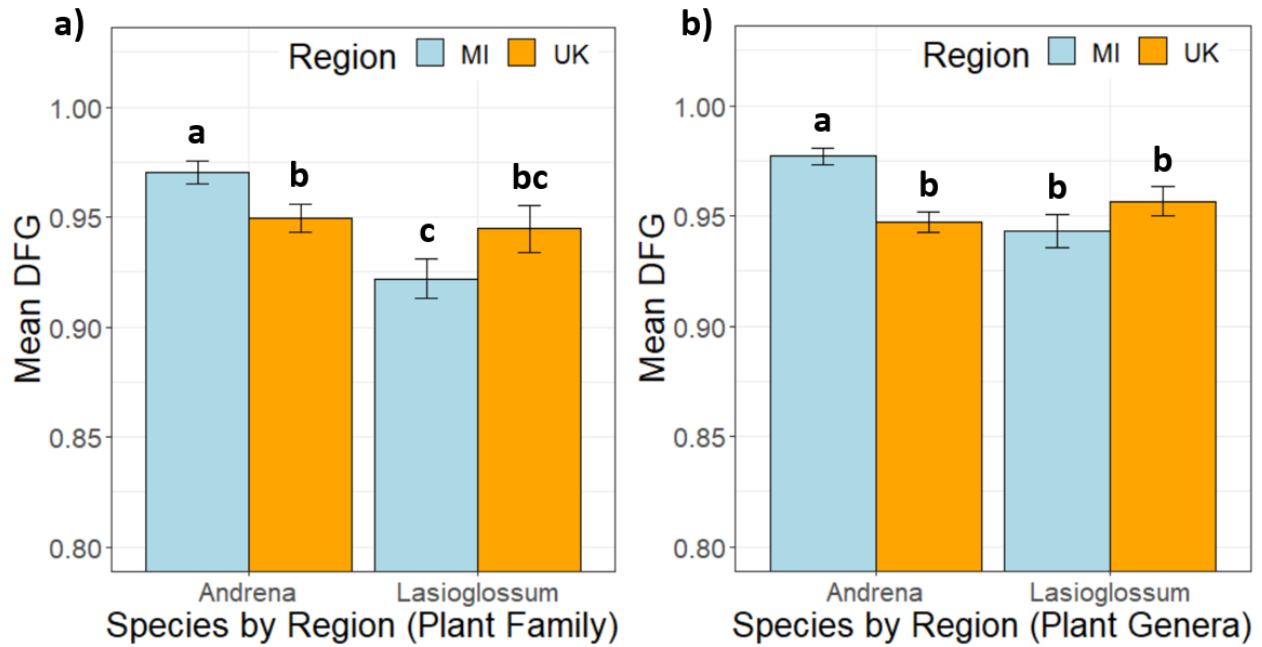 a)
Region MI UK
1.00
0.95
0.90
0.85
0.80
Mean DFG
a
b
c
bc
Andrena Lasioglossum
Species by Region (Plant Family)
b)
Region MI UK
1.00
0.95
0.90
0.85
0.80
Mean DFG
a
b
b
b
Andrena Lasioglossum
Species by Region (Plant Genera)